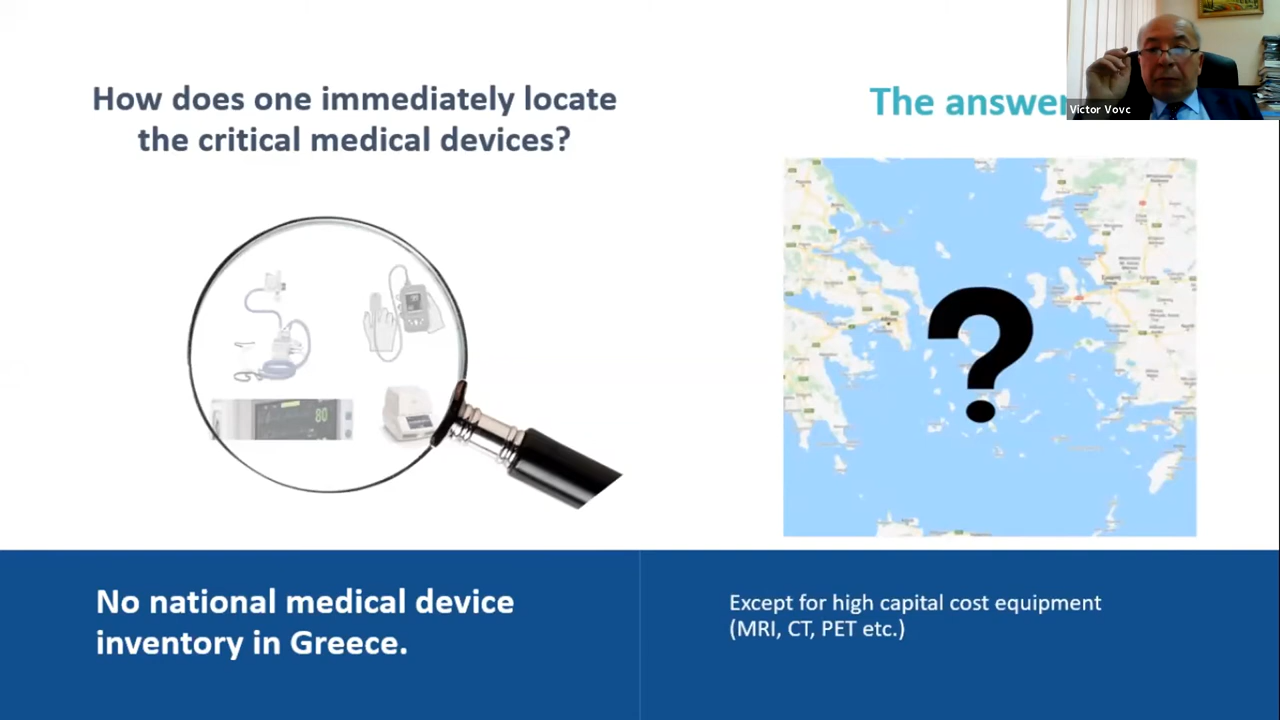 How does one immediately locate
the critical medical devices?
The answer
Victor Vovc
80
No national medical device
inventory in Greece.
Except for high capital cost equipment
(MRI, CT, PET etc.)